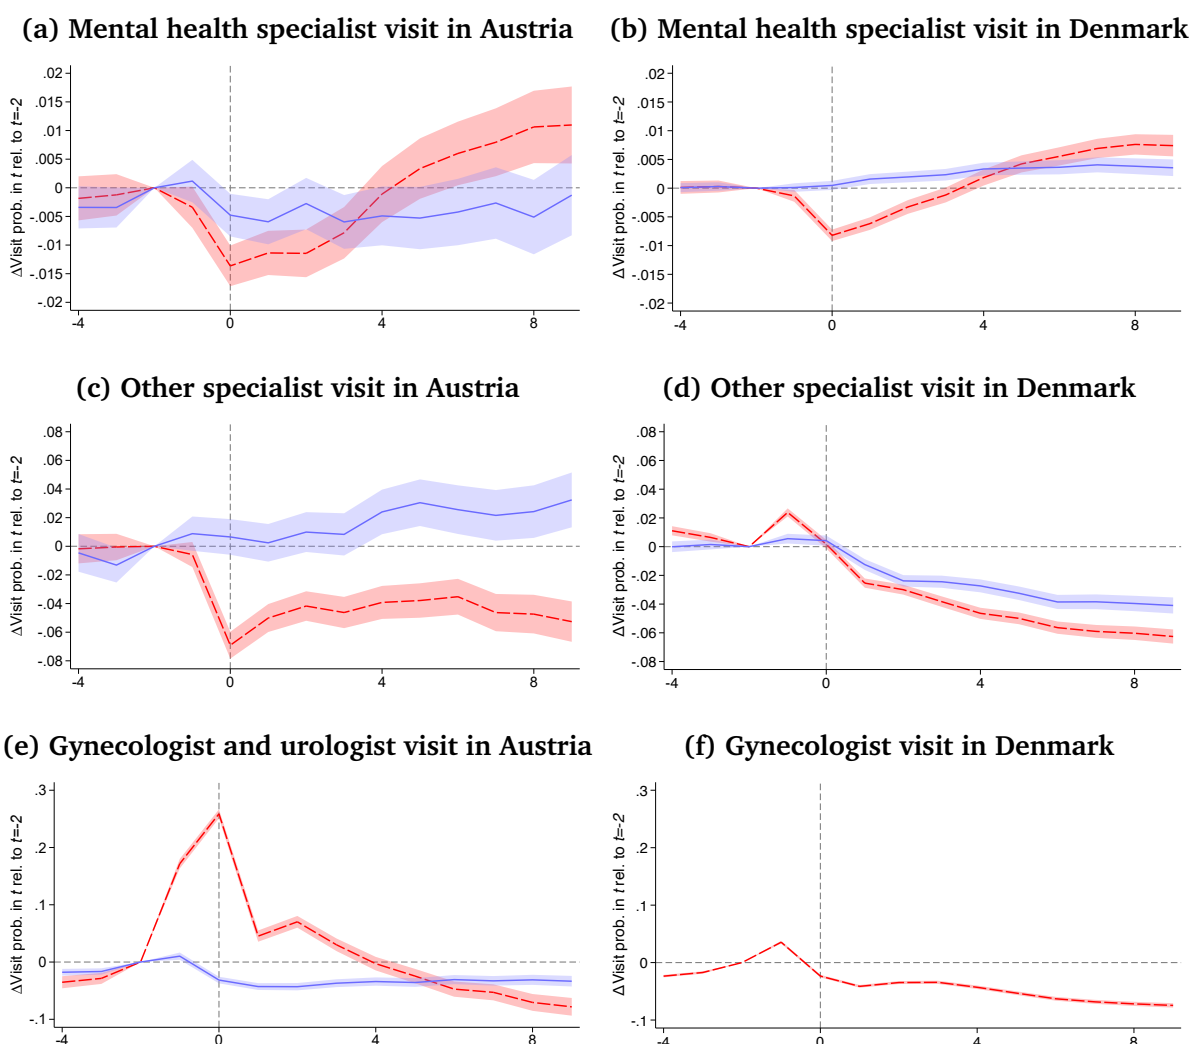 (a) Mental health specialist visit in Austria
ΔVisit prob. in t rel. to t=-2
.02
.015
.01
.005
0
-.005
-.01
-.015
-.02
-4 0 4 8
(b) Mental health specialist visit in Denmark
ΔVisit prob. in t rel. to t=-2
.02
.015
.01
.005
0
-.005
-.01
-.015
-.02
-4 0 4 8
(c) Other specialist visit in Austria
ΔVisit prob. in t rel. to t=-2
.08
.06
.04
.02
0
-.02
-.04
-.06
-.08
-4 0 4 8
(d) Other specialist visit in Denmark
ΔVisit prob. in t rel. to t=-2
.08
.06
.04
.02
0
-.02
-.04
-.06
-.08
-4 0 4 8
(e) Gynecologist and urologist visit in Austria
ΔVisit prob. in t rel. to t=-2
.3
.2
.1
0
-.1
-4 0 4 8
(f) Gynecologist visit in Denmark
ΔVisit prob. in t rel. to t=-2
.3
.2
.1
0
-.1
-4 0 4 8